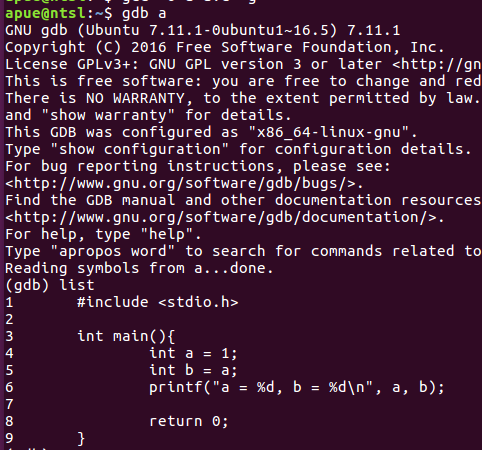 apue@ntsl:~$ gdb a
GNU gdb (Ubuntu 7.11.1-0ubuntu1~16.5) 7.11.1
Copyright (C) 2016 Free Software Foundation, Inc.
License GPLv3+: GNU GPL version 3 or later <http://gn
This is free software: you are free to change and red
There is NO WARRANTY, to the extent permitted by law.
and "show warranty" for details.
This GDB was configured as "x86_64-linux-gnu".
Type "show configuration" for configuration details.
For bug reporting instructions, please see:
<http://www.gnu.org/software/gdb/bugs/>.
Find the GDB manual and other documentation resources
<http://www.gnu.org/software/gdb/documentation/>.
For help, type "help".
Type "apropos word" to search for commands related to
Reading symbols from a...done.
(gdb) list
1 #include <stdio.h>
2
3 int main(){
4 int a = 1;
5 int b = a;
6 printf("a = %d, b = %d\n", a, b);
7
8 return 0;
9 }